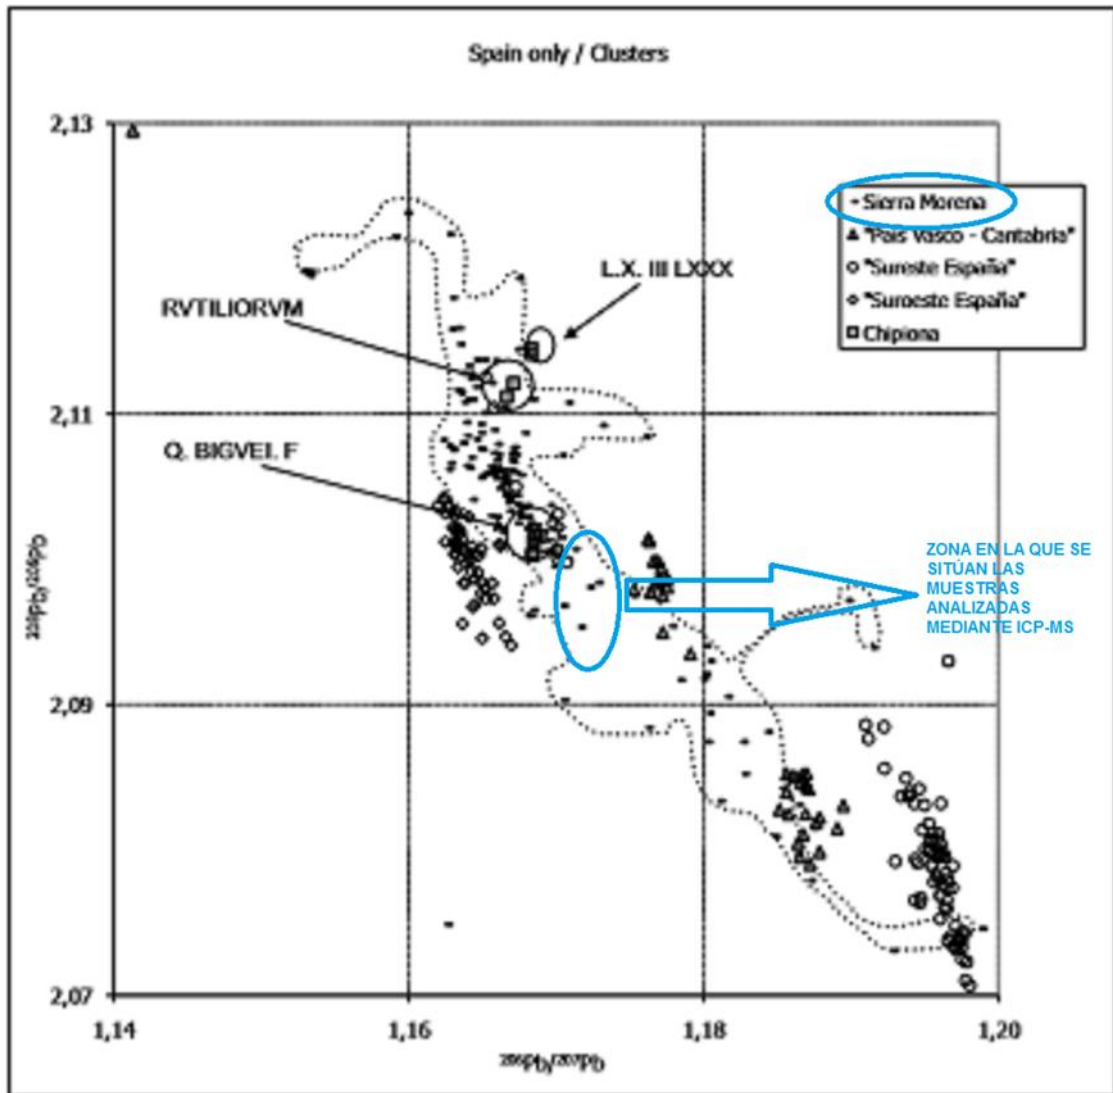 Spain only / Clusters
2,13
- Sierra Morena
▲ "País Vasco - Cantabria"
○ "Sureste España"
◇ "Suroeste España"
■ Chipiona
L.X. III LXXX
RVTILIORVM
2,11
Q. BIGVEI. F
ZONA EN LA QUE SE
SITÚAN LAS
MUESTRAS
ANALIZADAS
MEDIANTE ICP-MS
2,09
2,07
1,14 1,16 1,18 1,20